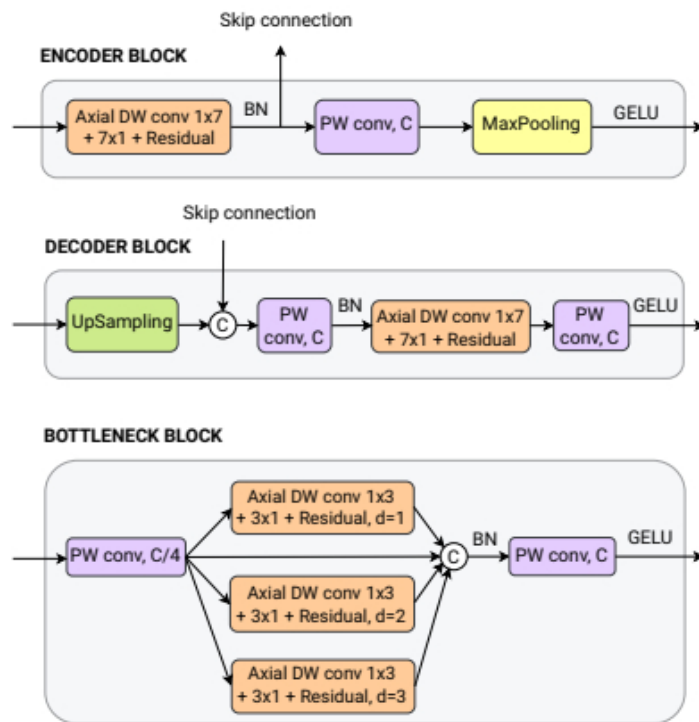 Skip connection
ENCODER BLOCK
Axial DW conv 1x7
+ 7x1 + Residual
BN
PW conv, C
MaxPooling
GELU
Skip connection
DECODER BLOCK
UpSampling
C
PW
conv, C
BN
Axial DW conv 1x7
+ 7x1 + Residual
PW
conv, C
GELU
BOTTLENECK BLOCK
PW conv, C/4
Axial DW conv 1x3
+ 3x1 + Residual, d=1
Axial DW conv 1x3
+ 3x1 + Residual, d=2
Axial DW conv 1x3
+ 3x1 + Residual, d=3
C
BN
PW conv, C
GELU